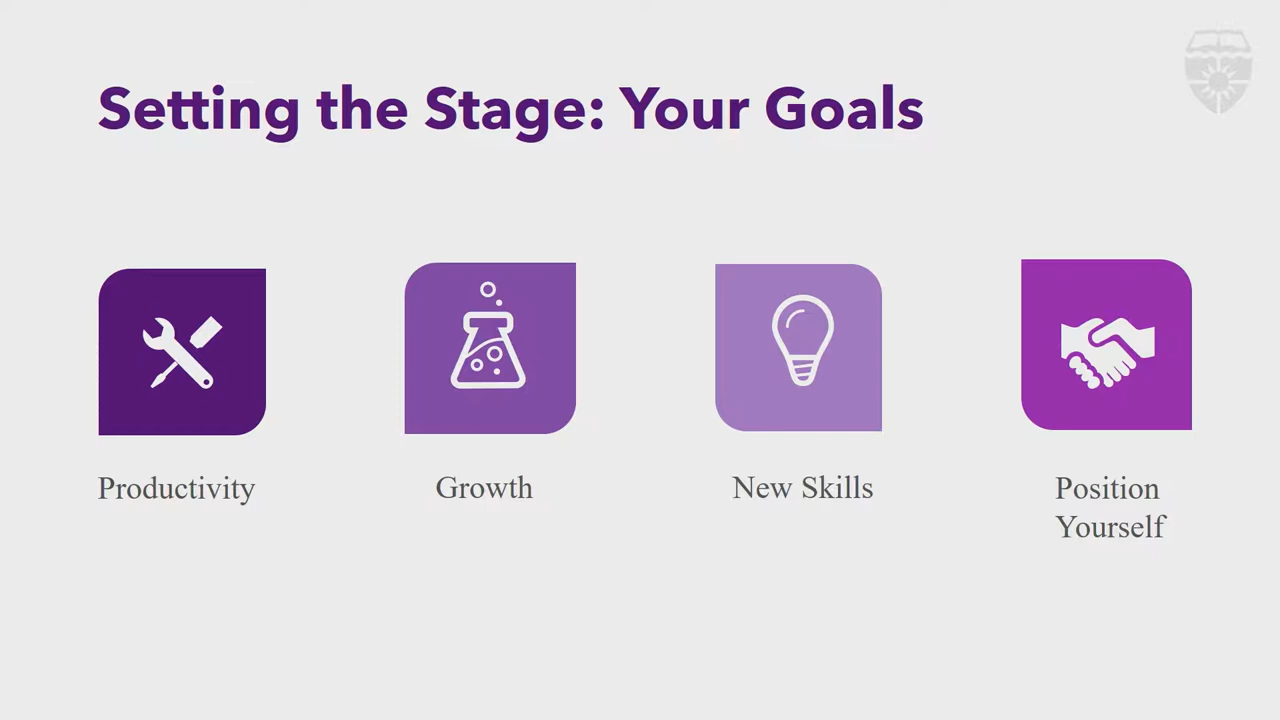 Setting the Stage: Your Goals
Productivity
Growth
New Skills
Position
Yourself